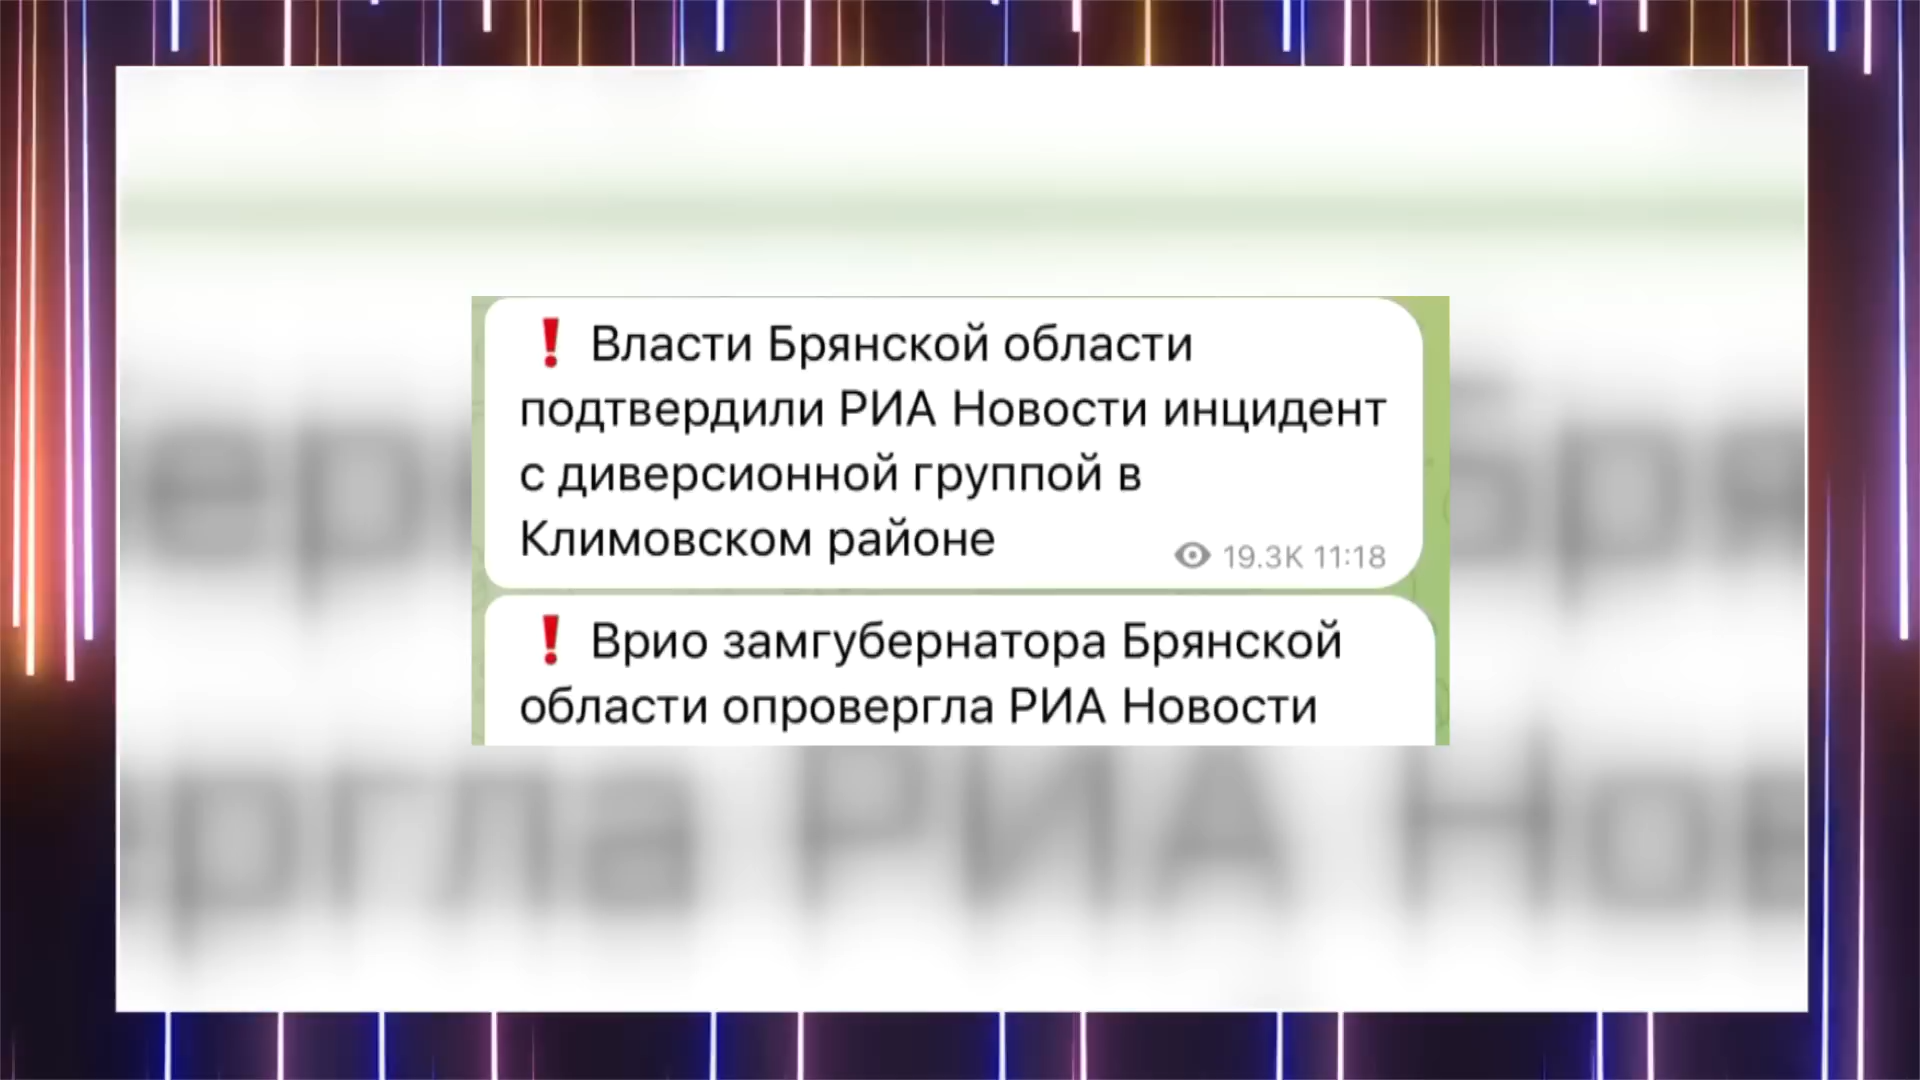 ❗ Власти Брянской области
подтвердили РИА Новости инцидент
с диверсионной группой в
Климовском районе
19.3K 11:18
❗ Врио замгубернатора Брянской
области опровергла РИА Новости